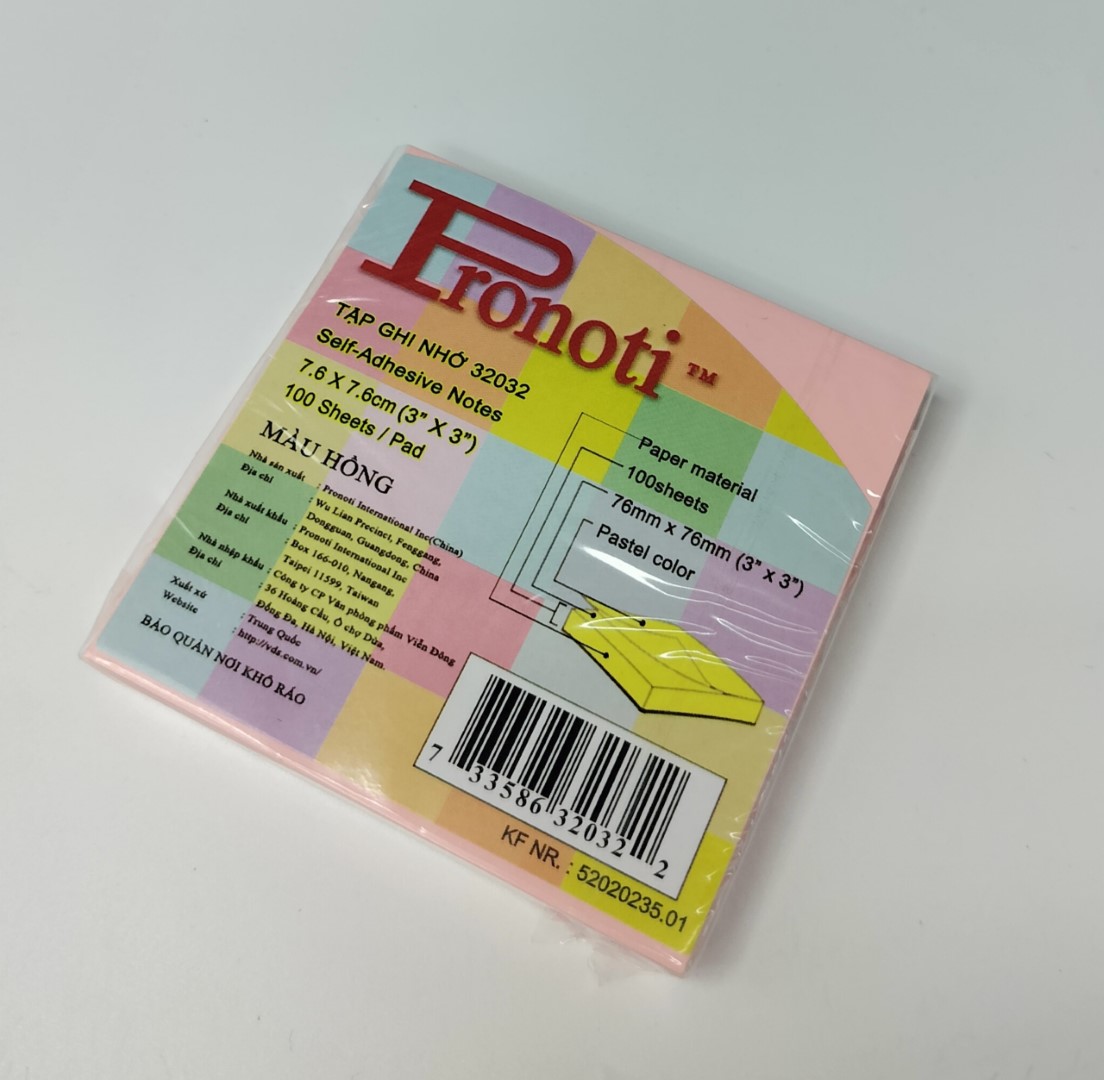 Pronoti™
TẬP GHI NHỚ 32032
Self-Adhesive Notes
7.6 X 7.6cm (3" X 3")
100 Sheets / Pad
MÀU HỒNG
Nhà sản xuất : Pronoti International Inc(China)
Địa chỉ : Wu Lian Precinct, Fenggang,
Dongguan, Guangdong, China
Nhà xuất khẩu : Pronoti International Inc
Địa chỉ : Box 166-010, Nangang,
Taipei 11599, Taiwan
Nhà nhập khẩu : Công ty CP Văn phòng phẩm Viễn Đông
Địa chỉ : 36 Hoàng Cầu, Ô chợ Dừa,
Đống Đa, Hà Nội, Việt Nam.
Xuất xứ : Trung Quốc
Website : http://vds.com.vn/
BẢO QUẢN NƠI KHÔ RÁO
Paper material
100sheets
76mm x 76mm (3" x 3")
Pastel color
7 33586 32032 2
KF NR. : 52020235.01